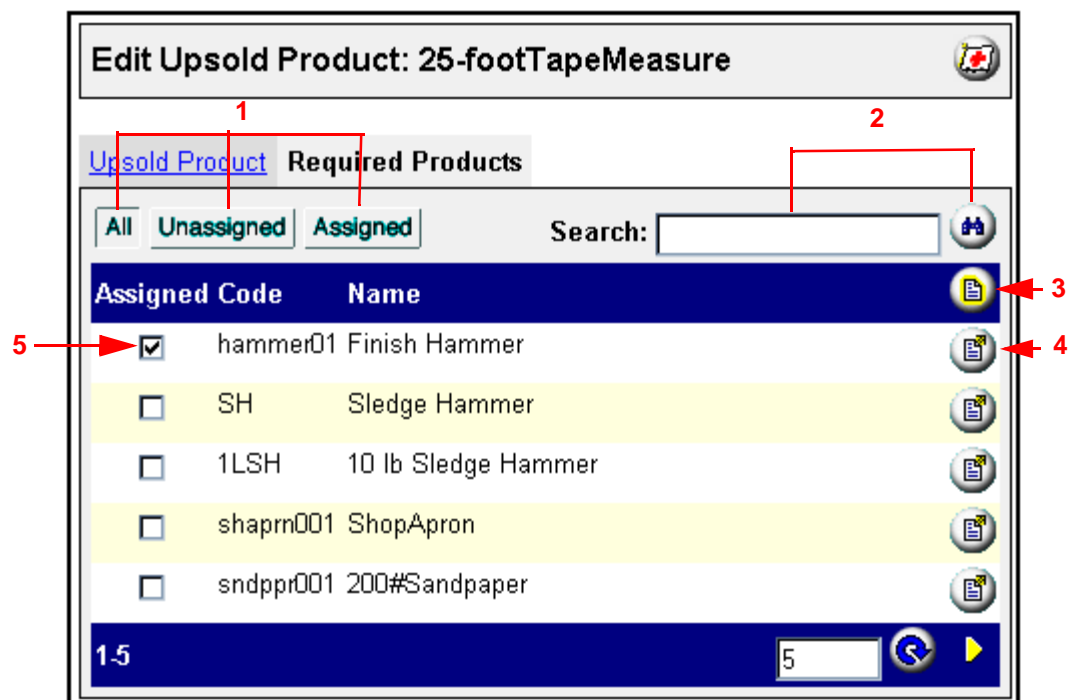 Edit Upsold Product: 25-footTapeMeasure
1
2
Upsold Product Required Products
All Unassigned Assigned Search:
Assigned Code Name
3
5
hammer01 Finish Hammer
4
SH Sledge Hammer
1LSH 10 lb Sledge Hammer
shaprn001 ShopApron
sndppr001 200#Sandpaper
1-5 5